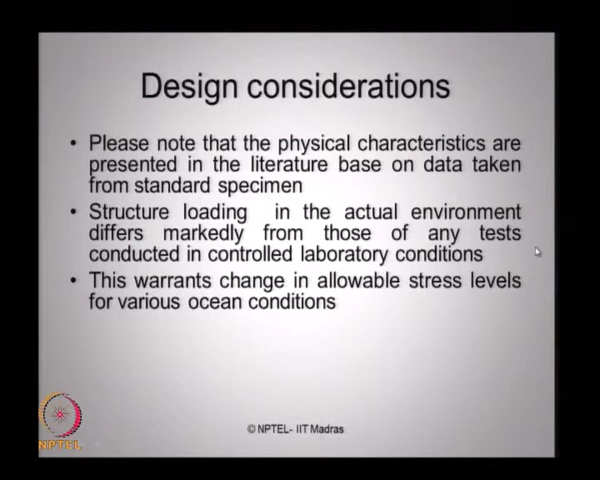 Design considerations
• Please note that the physical characteristics are
presented in the literature base on data taken
from standard specimen
• Structure loading in the actual environment
differs markedly from those of any tests
conducted in controlled laboratory conditions
• This warrants change in allowable stress levels
for various ocean conditions
NPTEL
© NPTEL- IIT Madras